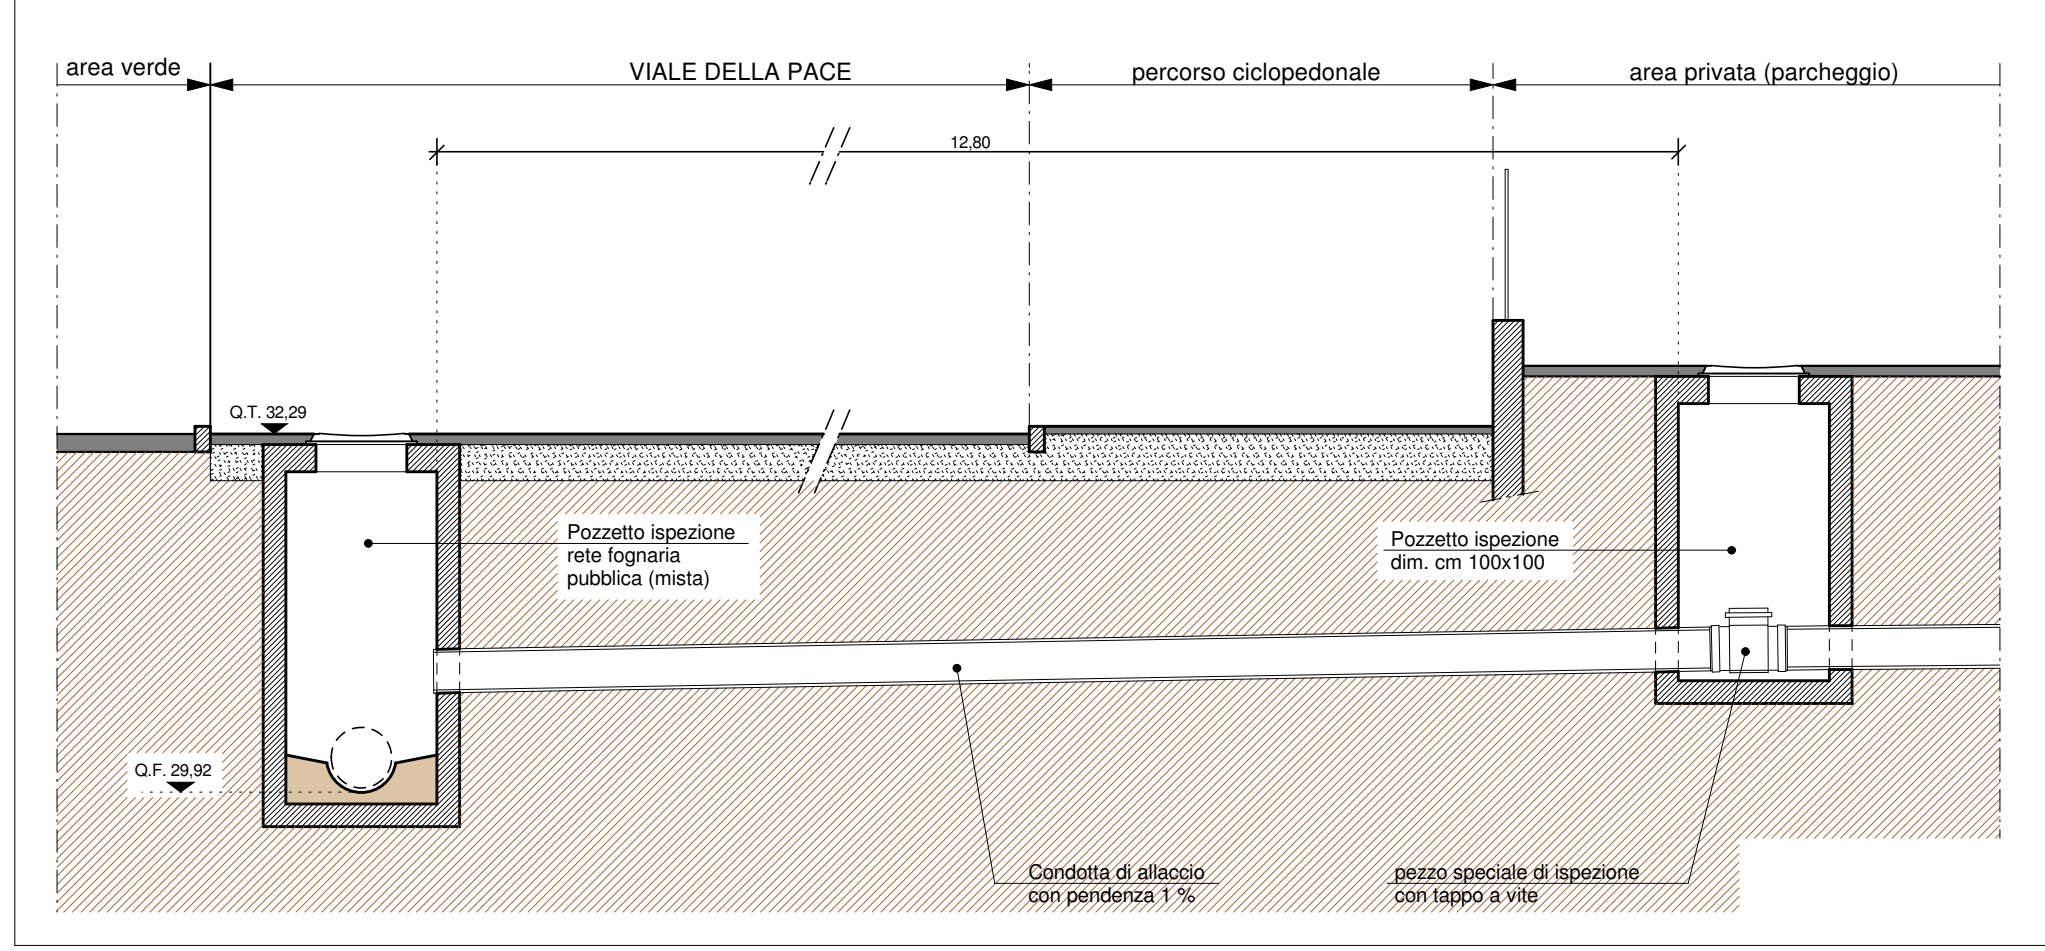 area verde
VIALE DELLA PACE
percorso ciclopedonale
area privata (parcheggio)
12,80
Q.T. 32,29
Pozzetto ispezione
rete fognaria
pubblica (mista)
Pozzetto ispezione
dim. cm 100x100
Q.F. 29,92
Condotta di allaccio
con pendenza 1 %
pezzo speciale di ispezione
con tappo a vite